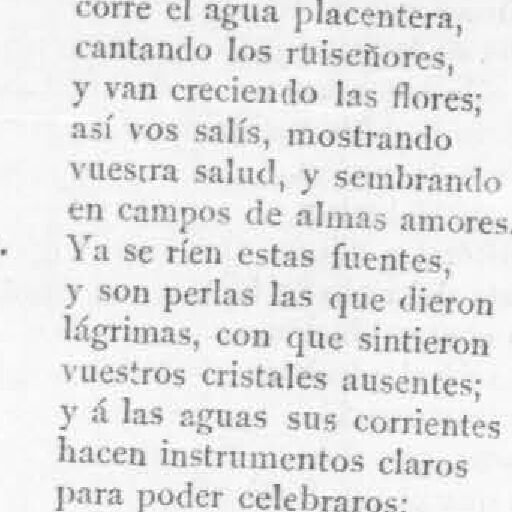 corre el agua placentera,
cantando los ruiseñores,
y van creciendo las flores;
así vos salís, mostrando
vuestra salud, y sembrando
en campos de almas amores.
Ya se ríen estas fuentes,
y son perlas las que dieron
lágrimas, con que sintieron
vuestros cristales ausentes;
y á las aguas sus corrientes
hacen instrumentos claros
para poder celebraros;